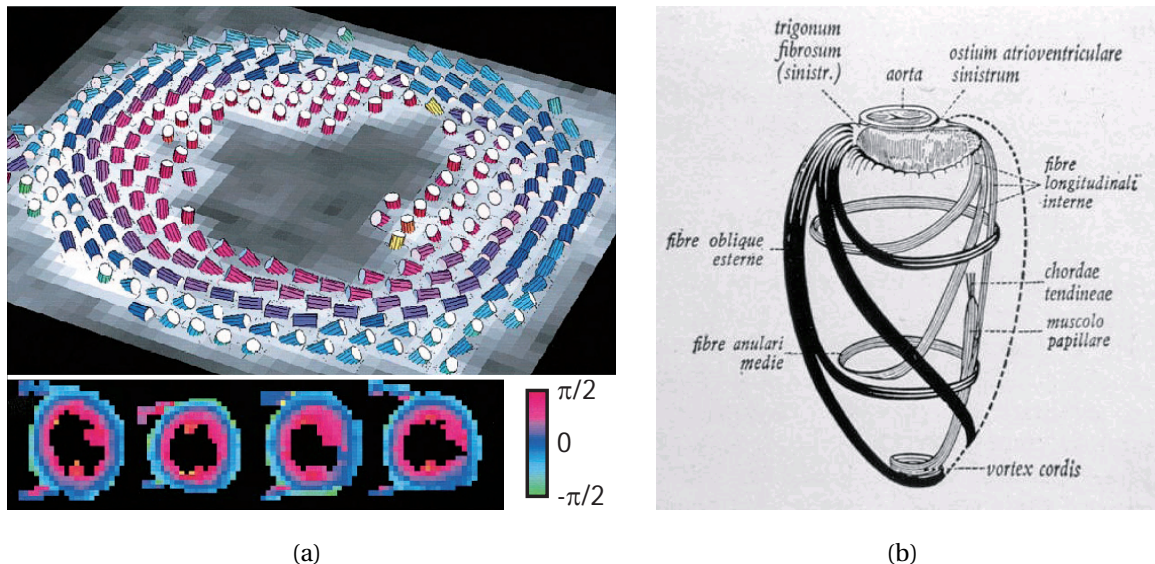 π/2
0
-π/2
(a)
trigonum
fibrosum
(sinistr.)
aorta
ostium atrioventriculare
sinistrum
fibre
longitudinali
interne
fibre oblique
esterne
chordae
tendineae
muscolo
papillare
fibre anulari
medie
vortex cordis
(b)